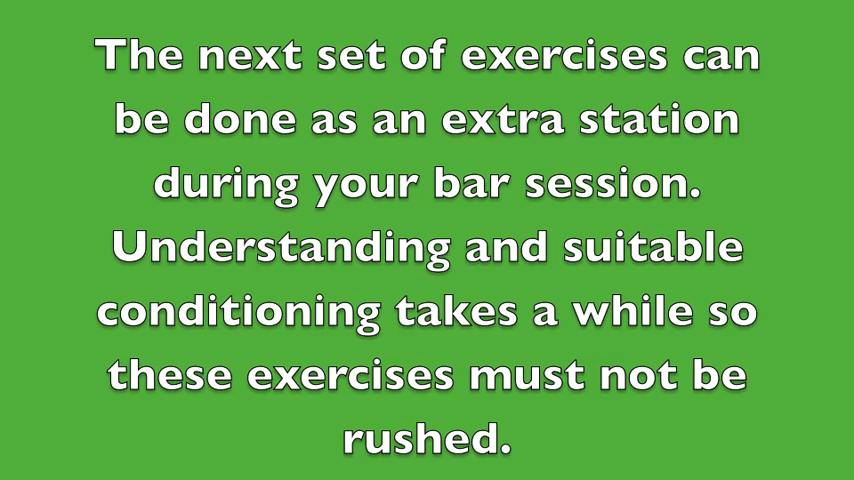 The next set of exercises can
be done as an extra station
during your bar session.
Understanding and suitable
conditioning takes a while so
these exercises must not be
rushed.